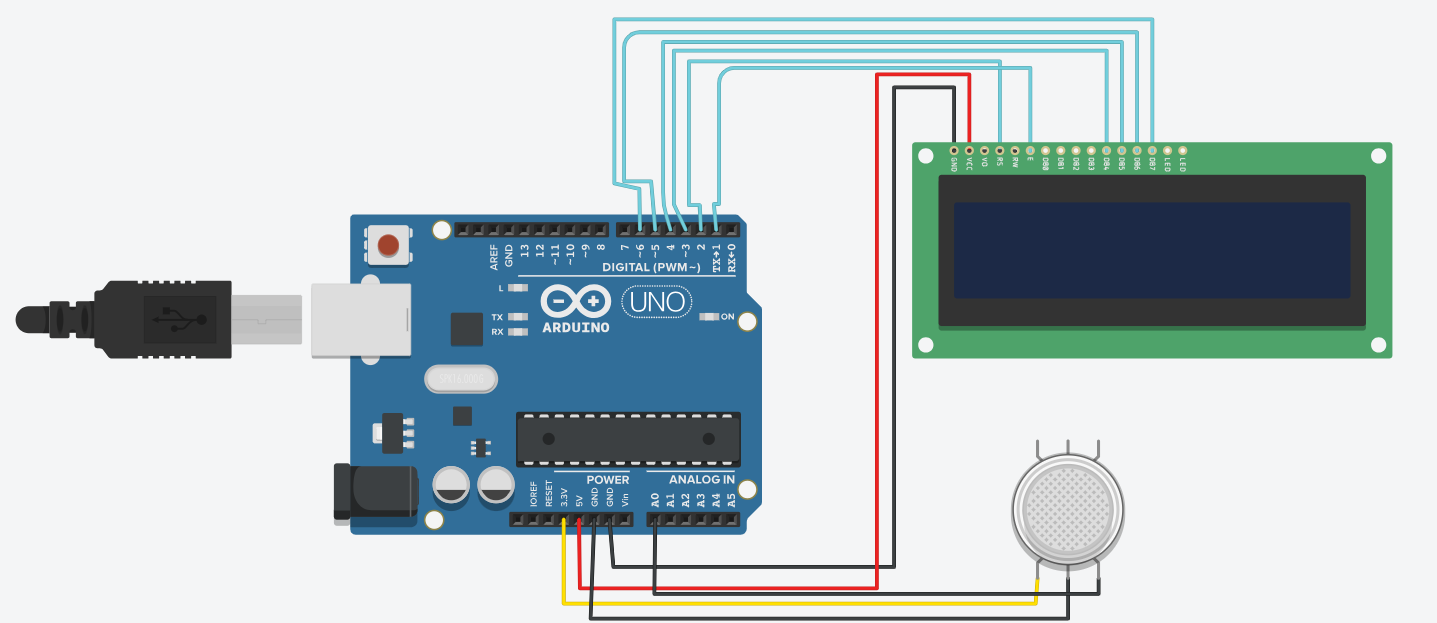 GND VCC VO RS RW E DB0 DB1 DB2 DB3 DB4 DB5 DB6 DB7 LED LED
AREF GND 13 12 ~11 ~10 ~9 8 7 ~6 ~5 4 ~3 2 TX→1 RX←0
DIGITAL (PWM~)
L
UNO
TX
ON
RX
ARDUINO
POWER
ANALOG IN
IOREF RESET 3.3V 5V GND GND Vin A0 A1 A2 A3 A4 A5